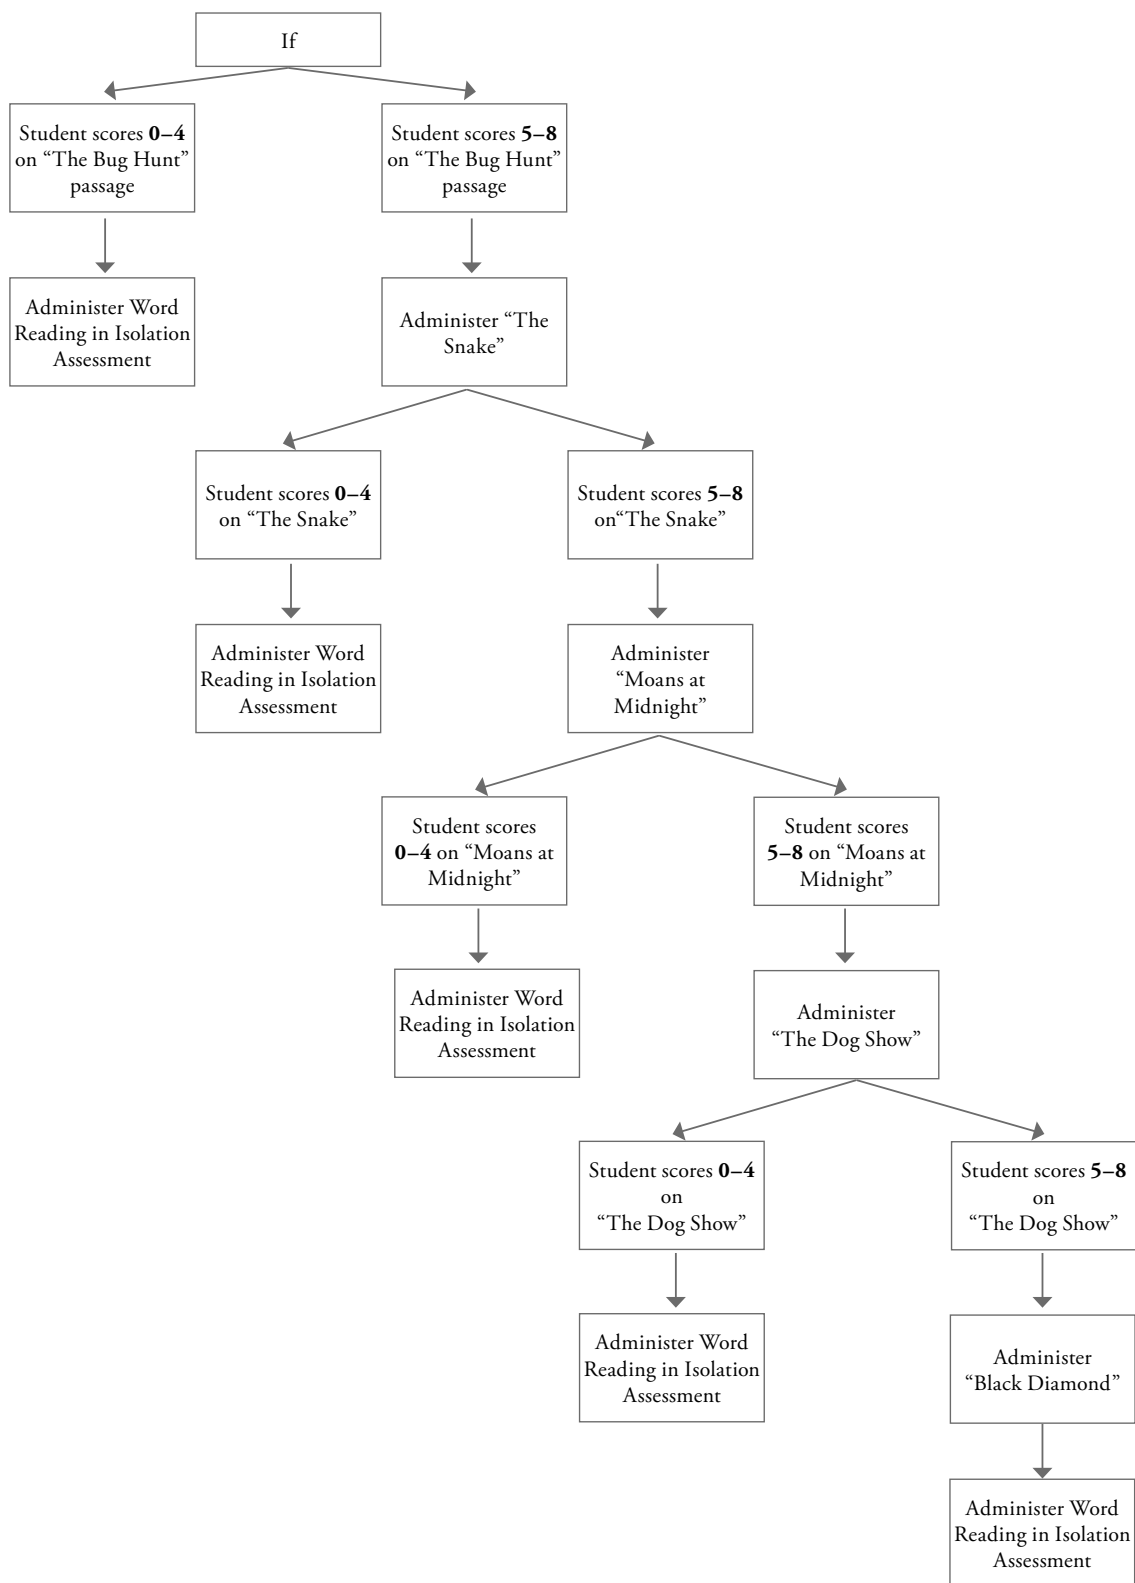 If
Student scores 0–4
on “The Bug Hunt”
passage
Student scores 5–8
on “The Bug Hunt”
passage
Administer Word
Reading in Isolation
Assessment
Administer “The
Snake”
Student scores 0–4
on “The Snake”
Student scores 5–8
on“The Snake”
Administer Word
Reading in Isolation
Assessment
Administer
“Moans at
Midnight”
Student scores
0–4 on “Moans at
Midnight”
Student scores
5–8 on “Moans at
Midnight”
Administer Word
Reading in Isolation
Assessment
Administer
“The Dog Show”
Student scores 0–4
on
“The Dog Show”
Student scores 5–8
on
“The Dog Show”
Administer Word
Reading in Isolation
Assessment
Administer
“Black Diamond”
Administer Word
Reading in Isolation
Assessment